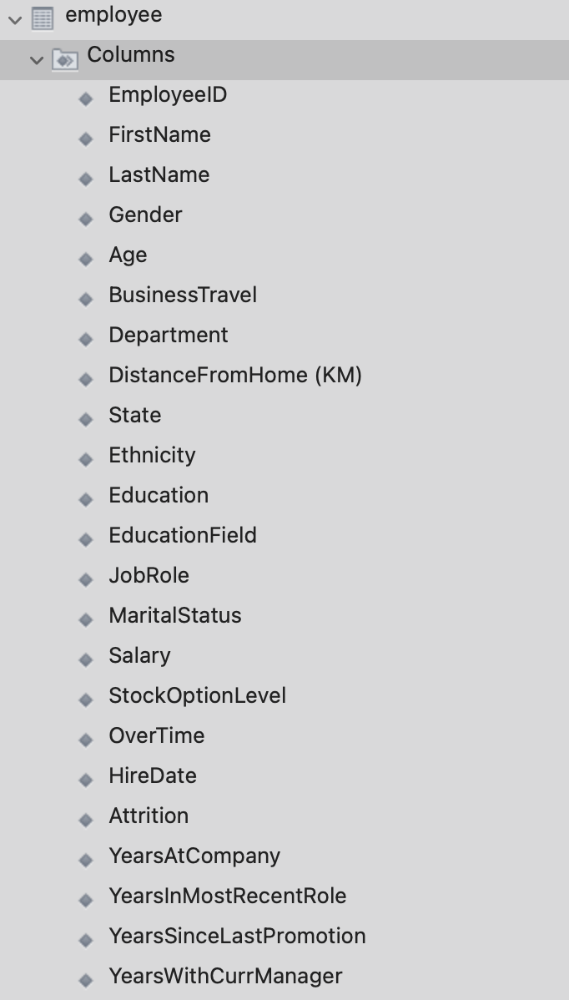 employee
Columns
EmployeeID
FirstName
LastName
Gender
Age
BusinessTravel
Department
DistanceFromHome (KM)
State
Ethnicity
Education
EducationField
JobRole
MaritalStatus
Salary
StockOptionLevel
OverTime
HireDate
Attrition
YearsAtCompany
YearsInMostRecentRole
YearsSinceLastPromotion
YearsWithCurrManager